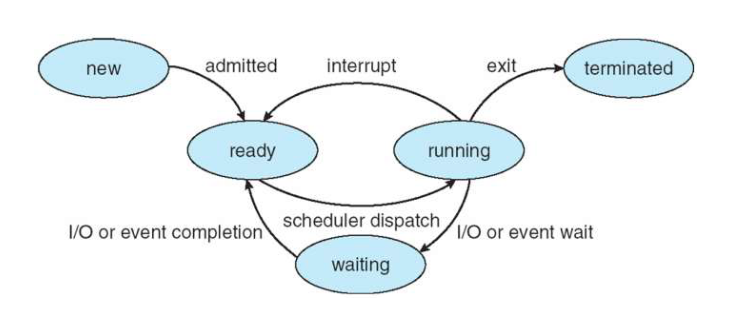 new
admitted
interrupt
exit
terminated
ready
running
scheduler dispatch
I/O or event completion
I/O or event wait
waiting